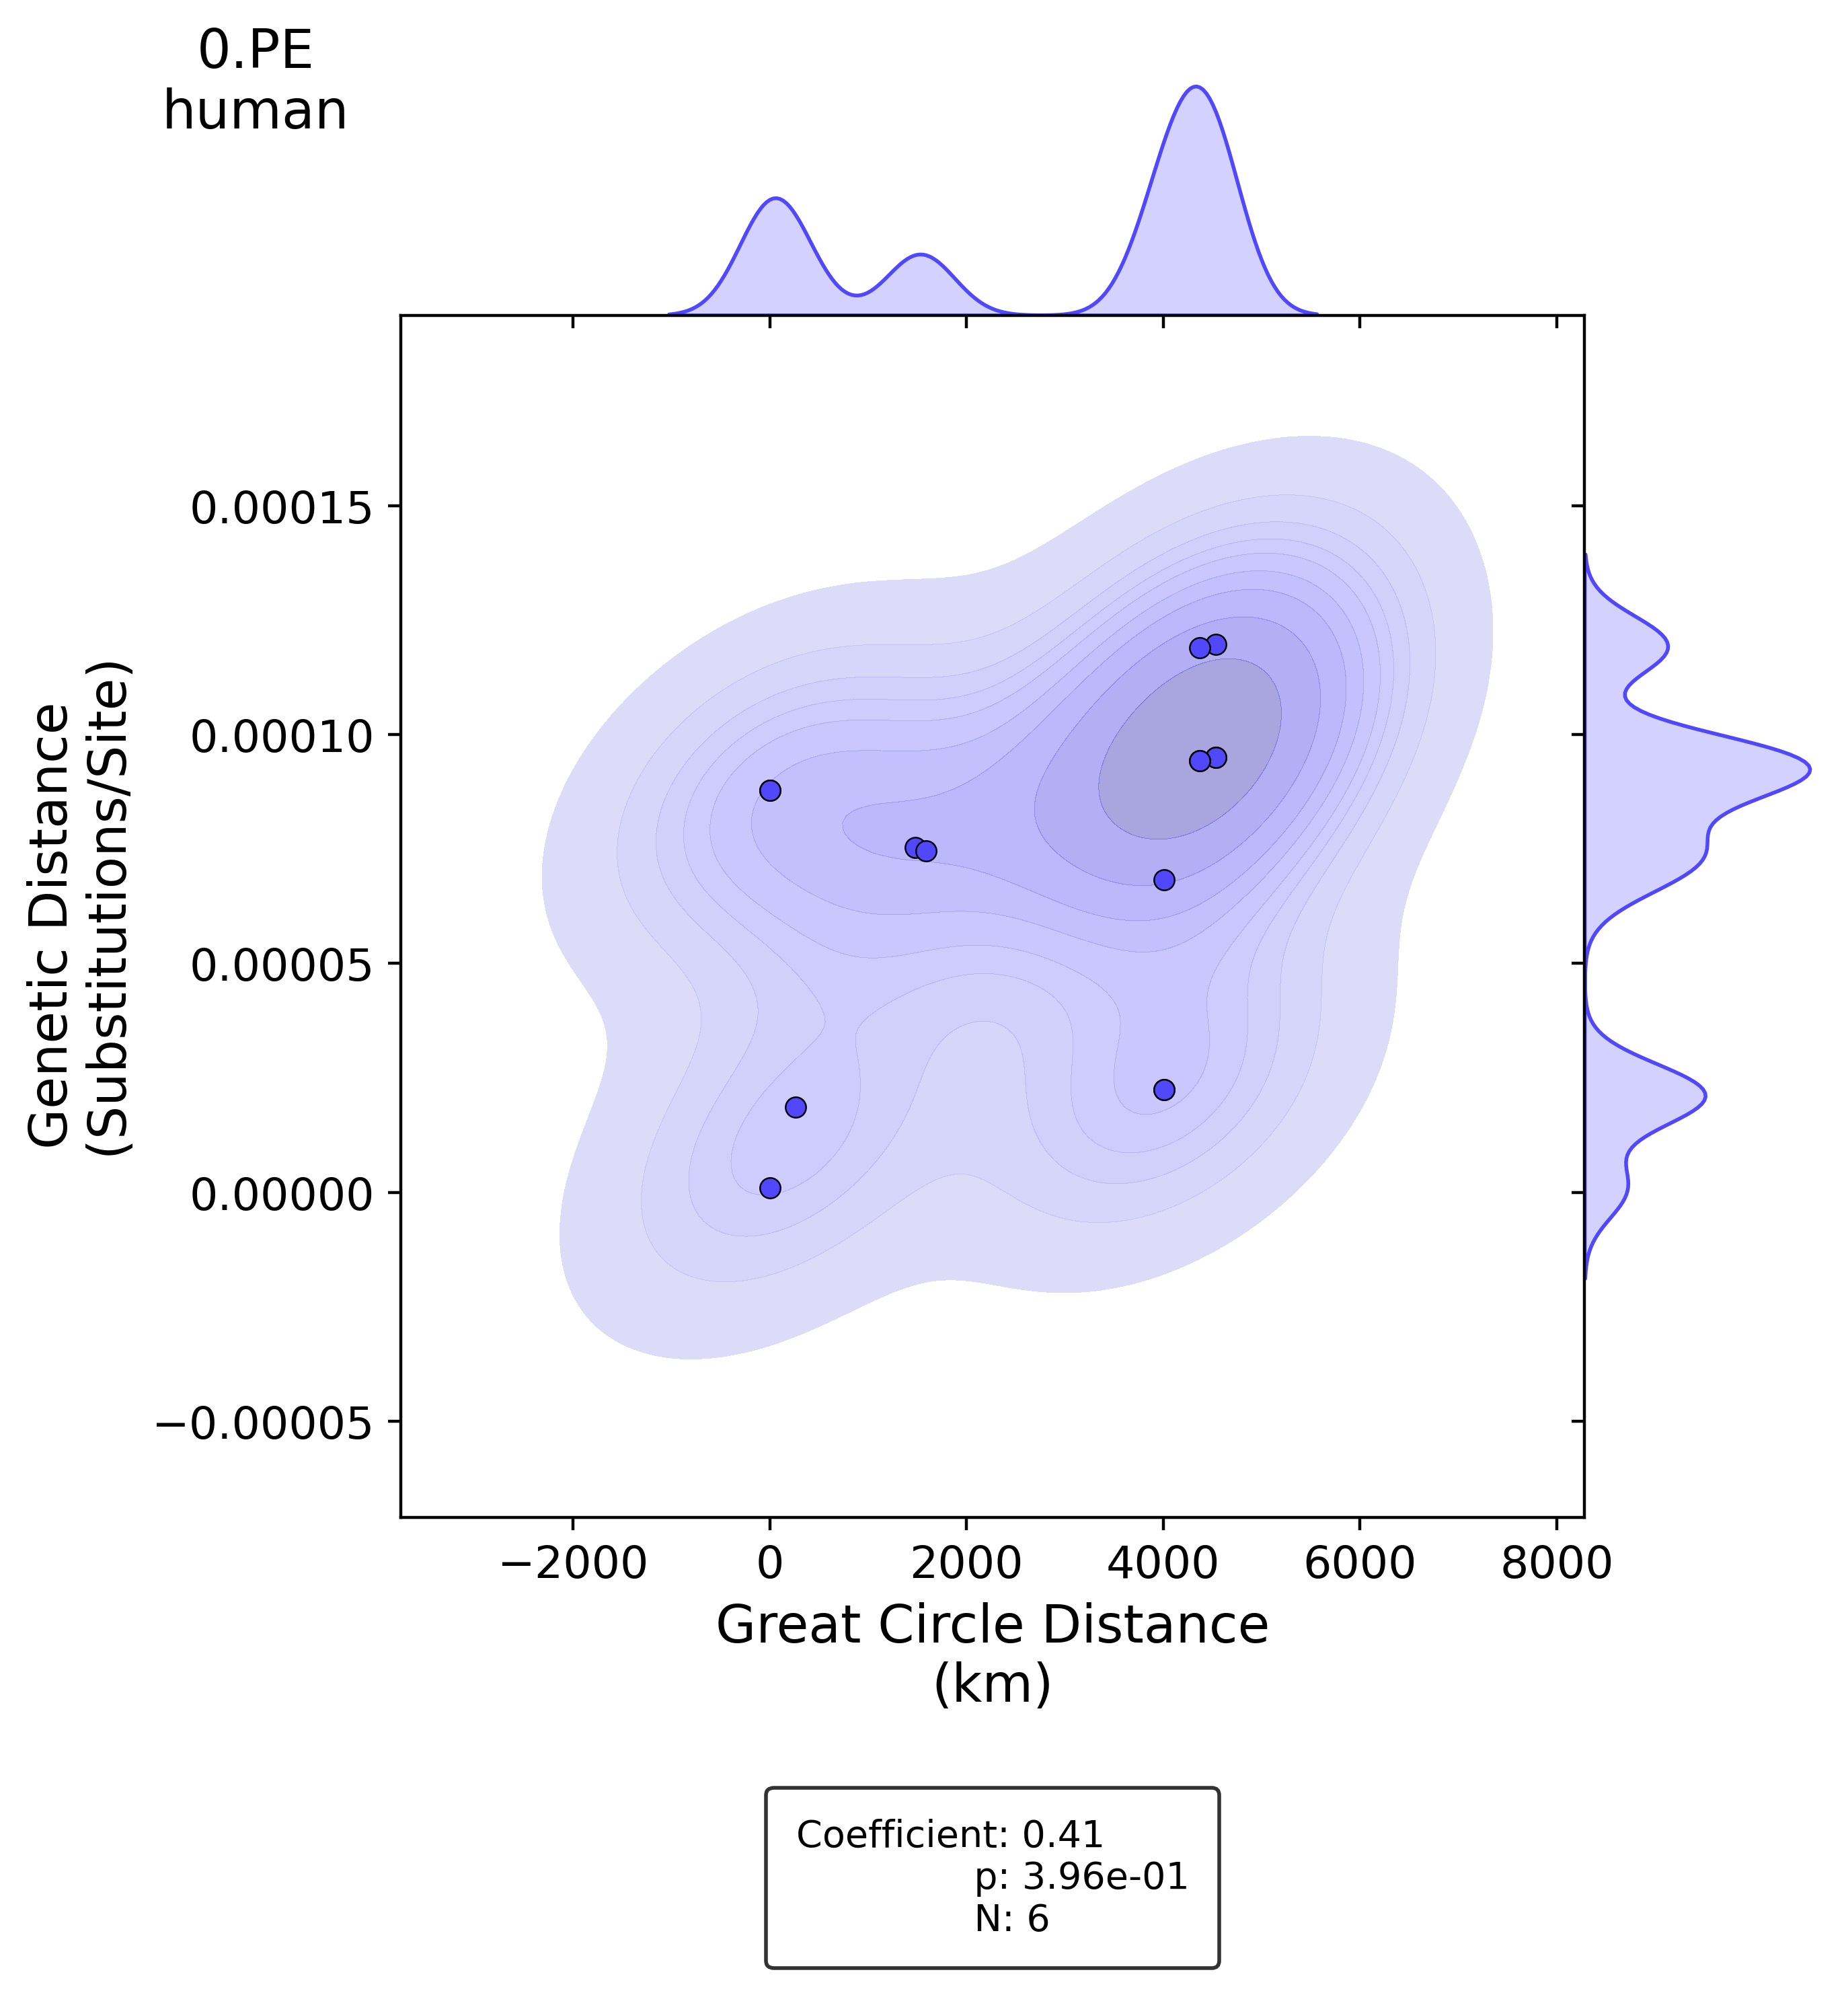 0.PE
human
Genetic Distance
(Substitutions/Site)
0.00015
0.00010
0.00005
0.00000
−0.00005
−2000 0 2000 4000 6000 8000
Great Circle Distance
(km)
Coefficient: 0.41
p: 3.96e-01
N: 6